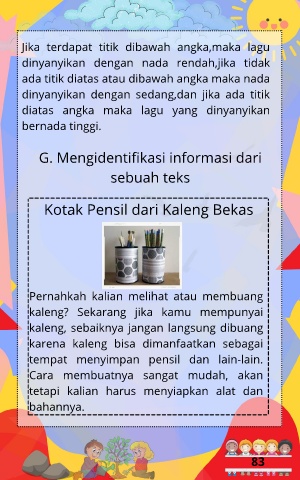 Jika terdapat titik dibawah angka,maka lagu
dinyanyikan dengan nada rendah,jika tidak
ada titik diatas atau dibawah angka maka nada
dinyanyikan dengan sedang,dan jika ada titik
diatas angka maka lagu yang dinyanyikan
bernada tinggi.
G. Mengidentifikasi informasi dari
sebuah teks
Kotak Pensil dari Kaleng Bekas
Pernahkah kalian melihat atau membuang
kaleng? Sekarang jika kamu mempunyai
kaleng, sebaiknya jangan langsung dibuang
karena kaleng bisa dimanfaatkan sebagai
tempat menyimpan pensil dan lain-lain.
Cara membuatnya sangat mudah, akan
tetapi kalian harus menyiapkan alat dan
bahannya.
83